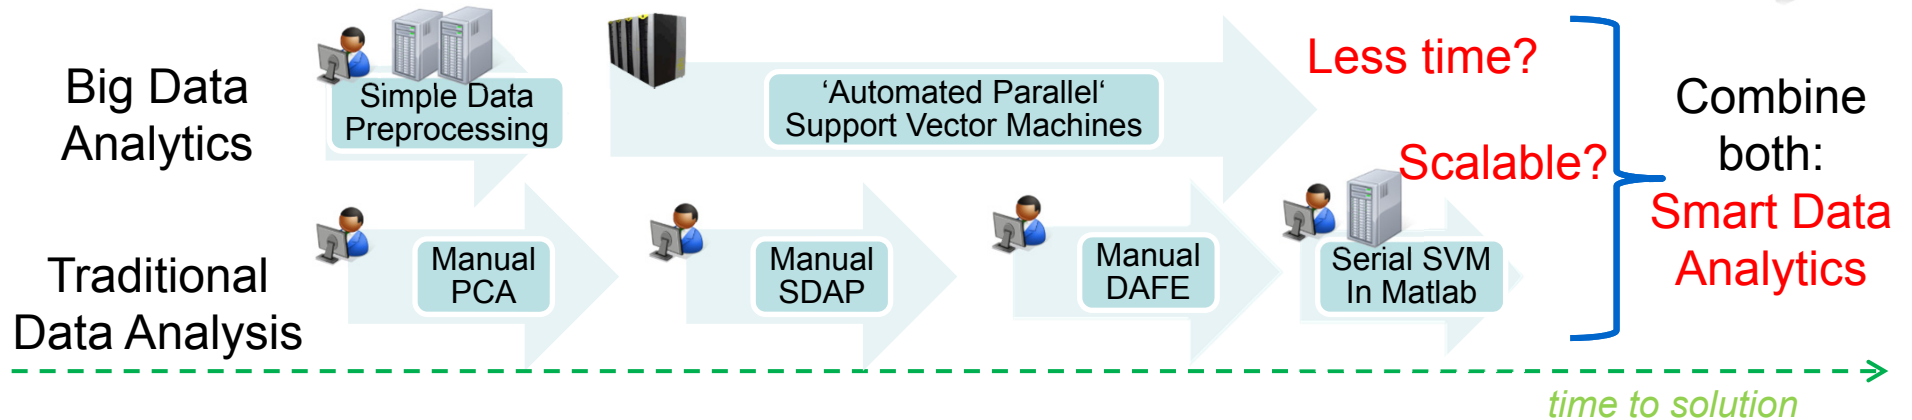 Big Data
Analytics
Simple Data
Preprocessing
‘Automated Parallel‘
Support Vector Machines
Less time?
Scalable?
Traditional
Data Analysis
Manual
PCA
Manual
SDAP
Manual
DAFE
Serial SVM
In Matlab
Combine
both:
Smart Data
Analytics
time to solution